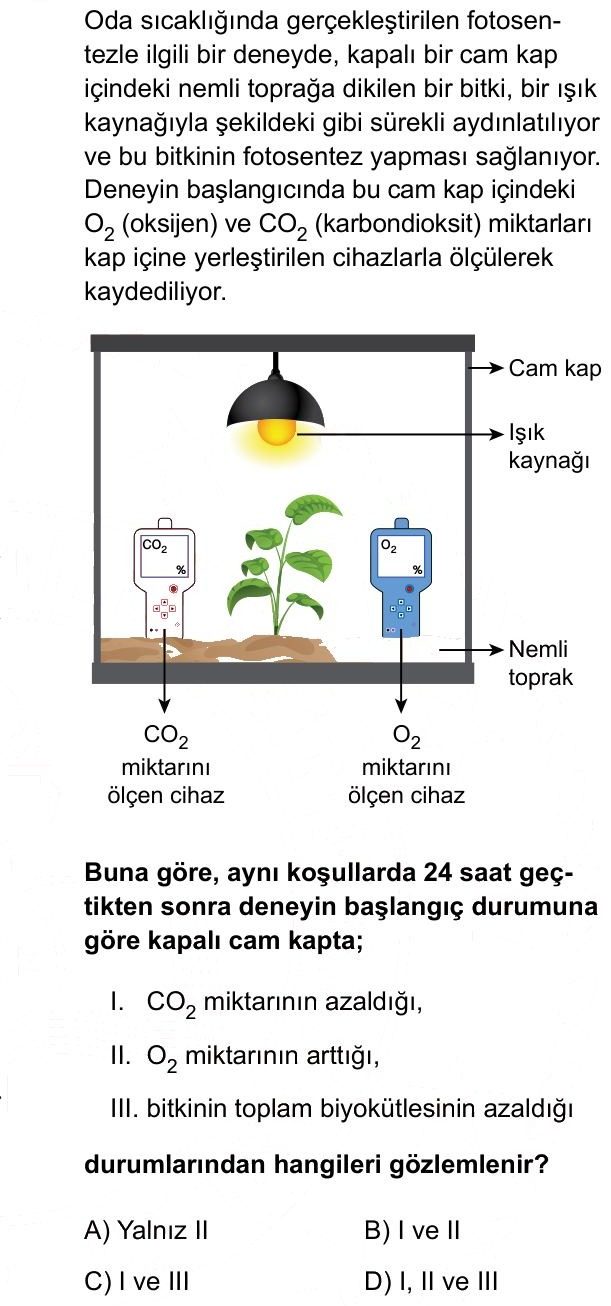 Oda sıcaklığında gerçekleştirilen fotosen-
tezle ilgili bir deneyde, kapalı bir cam kap
içindeki nemli toprağa dikilen bir bitki, bir ışık
kaynağıyla şekildeki gibi sürekli aydınlatılıyor
ve bu bitkinin fotosentez yapması sağlanıyor.
Deneyin başlangıcında bu cam kap içindeki
O₂ (oksijen) ve CO₂ (karbondioksit) miktarları
kap içine yerleştirilen cihazlarla ölçülerek
kaydediliyor.
Cam kap
Işık
kaynağı
CO₂
%
O₂
%
Nemli
toprak
CO₂
miktarını
ölçen cihaz
O₂
miktarını
ölçen cihaz
Buna göre, aynı koşullarda 24 saat geç-
tikten sonra deneyin başlangıç durumuna
göre kapalı cam kapta;
I. CO₂ miktarının azaldığı,
II. O₂ miktarının arttığı,
III. bitkinin toplam biyokütlesinin azaldığı
durumlarından hangileri gözlemlenir?
A) Yalnız II
B) I ve II
C) I ve III
D) I, II ve III